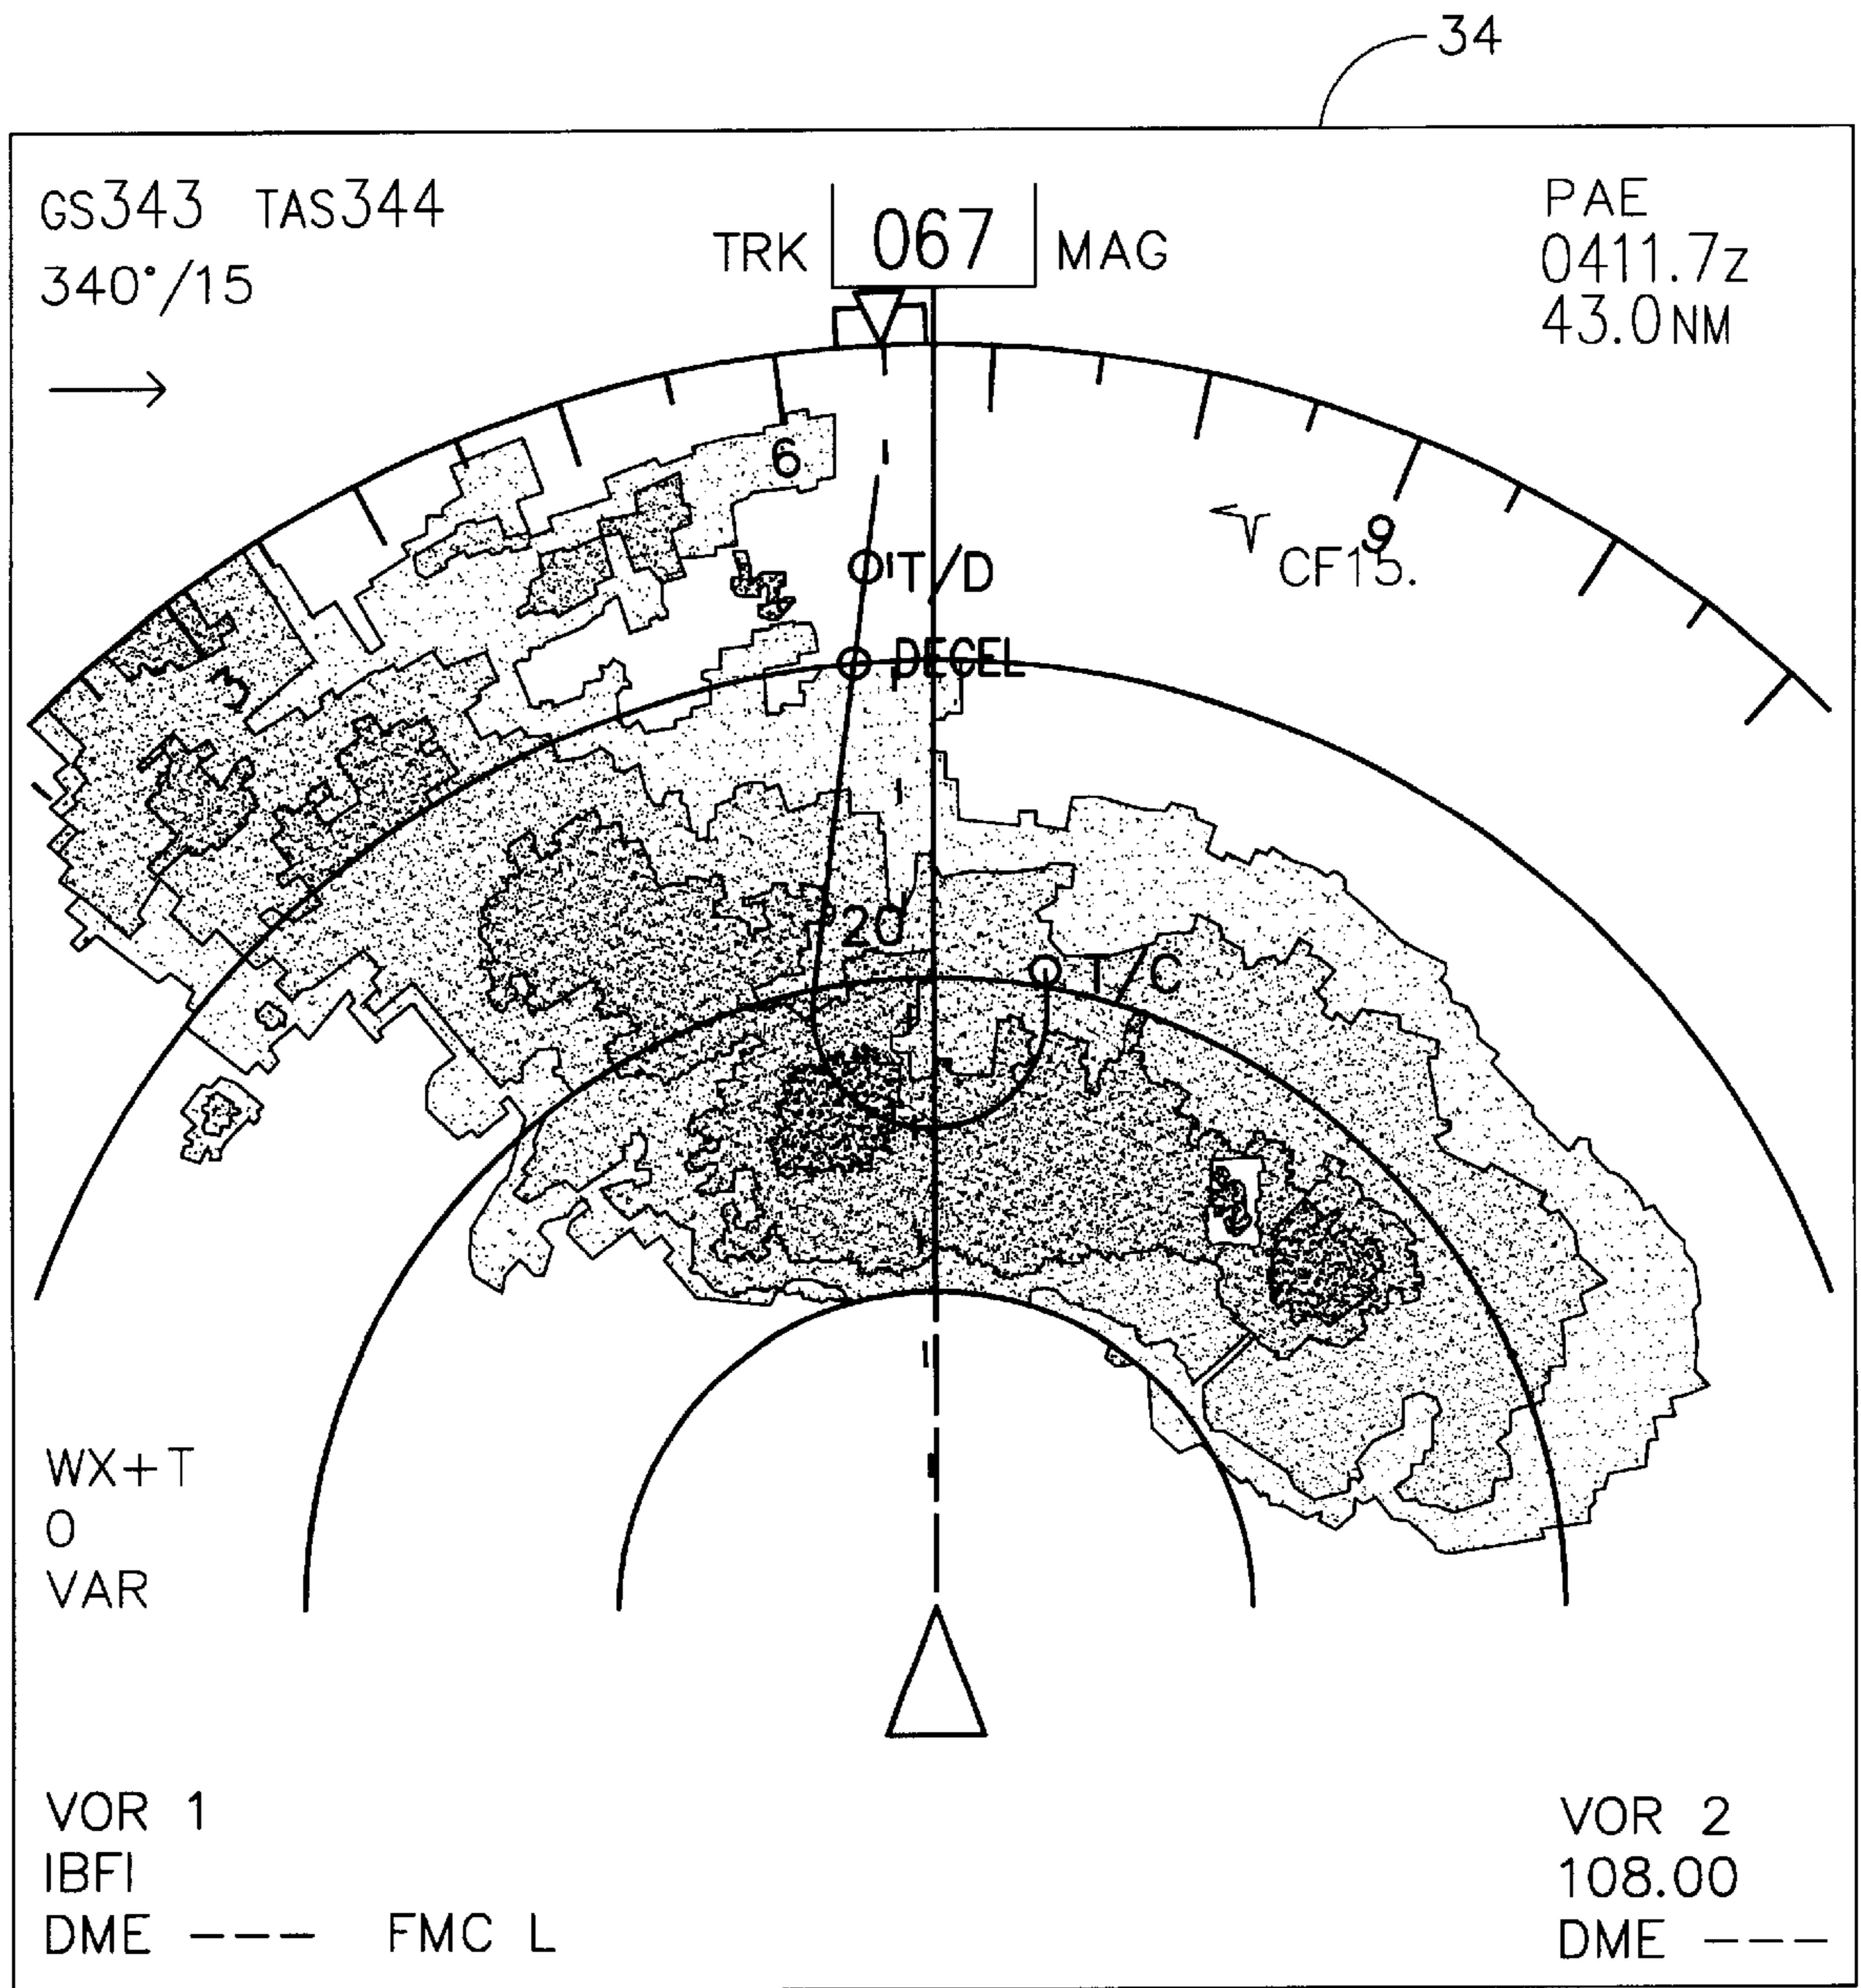 34
GS343 TAS344
340°/15
TRK 067 MAG
PAE
0411.7z
43.0NM
6
9
CF15.
T/D
DECEL
3
20
T/C
WX+T
0
VAR
VOR 1
IBFI
DME --- FMC L
VOR 2
108.00
DME ---